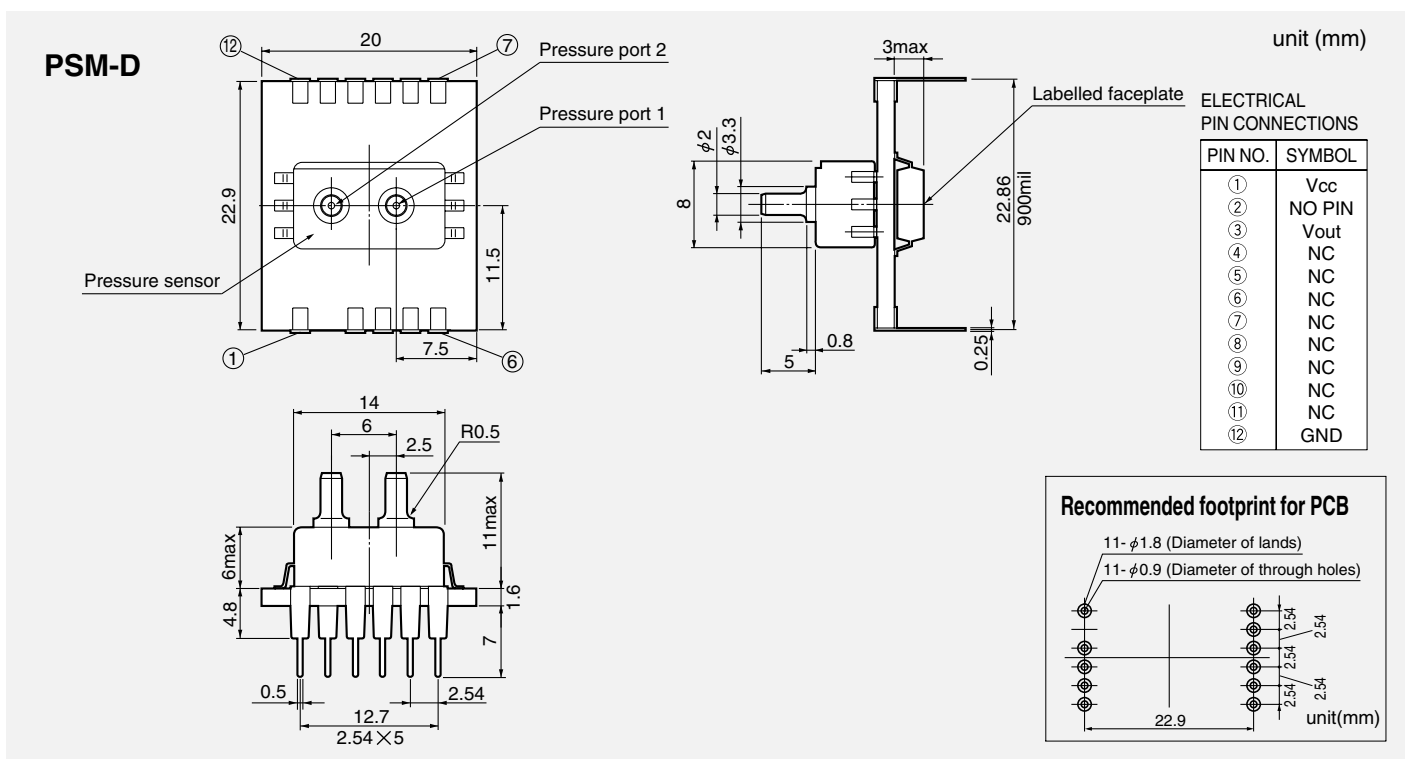 PSM-D
unit (mm)
⑫
20
⑦
Pressure port 2
Pressure port 1
22.9
11.5
Pressure sensor
①
7.5
⑥
3max
Labelled faceplate
φ2
φ3.3
8
22.86
900mil
0.8
5
0.25
ELECTRICAL
PIN CONNECTIONS
PIN NO. SYMBOL
① Vcc
② NO PIN
③ Vout
④ NC
⑤ NC
⑥ NC
⑦ NC
⑧ NC
⑨ NC
⑩ NC
⑪ NC
⑫ GND
14
6
R0.5
2.5
11max
6max
1.6
4.8
7
0.5
2.54
12.7
2.54×5
Recommended footprint for PCB
11-φ1.8 (Diameter of lands)
11-φ0.9 (Diameter of through holes)
2.54
2.54
2.54
2.54
2.54
22.9
unit(mm)